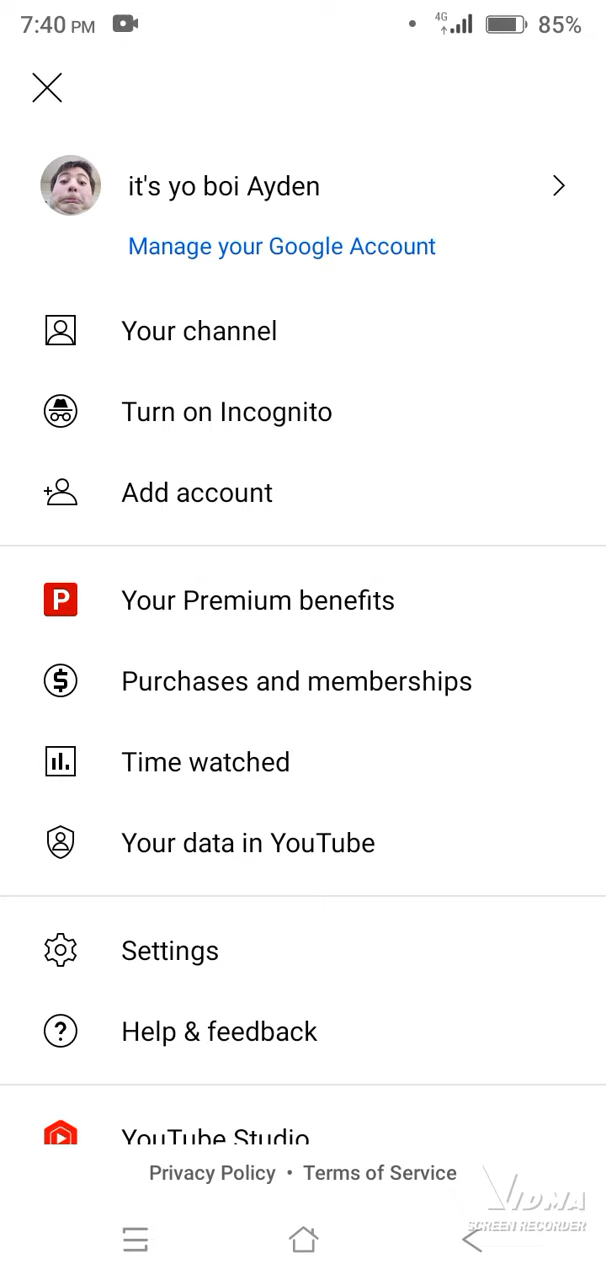 7:40 PM
4G
85%
it's yo boi Ayden
Manage your Google Account
Your channel
Turn on Incognito
Add account
P
Your Premium benefits
$
Purchases and memberships
Time watched
Your data in YouTube
Settings
?
Help & feedback
YouTube Studio
Privacy Policy • Terms of Service
VIDMA
SCREEN RECORDER